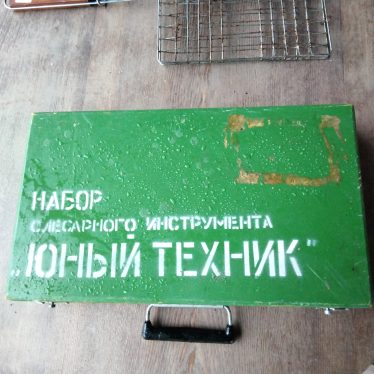 НАБОР
СЛЕСАРНОГО ИНСТРУМЕНТА
„ЮНЫЙ ТЕХНИК"